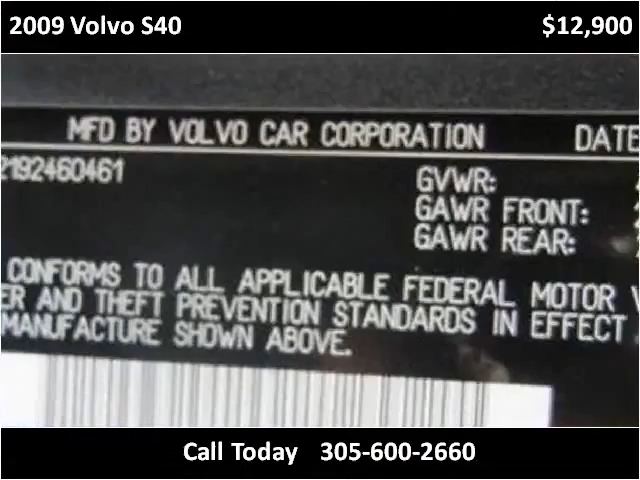 2009 Volvo S40 $12,900
MFD BY VOLVO CAR CORPORATION DATE
2192460461 GVWR:
GAWR FRONT:
GAWR REAR:
CONFORMS TO ALL APPLICABLE FEDERAL MOTOR V
ER AND THEFT PREVENTION STANDARDS IN EFFECT
MANUFACTURE SHOWN ABOVE.
Call Today 305-600-2660